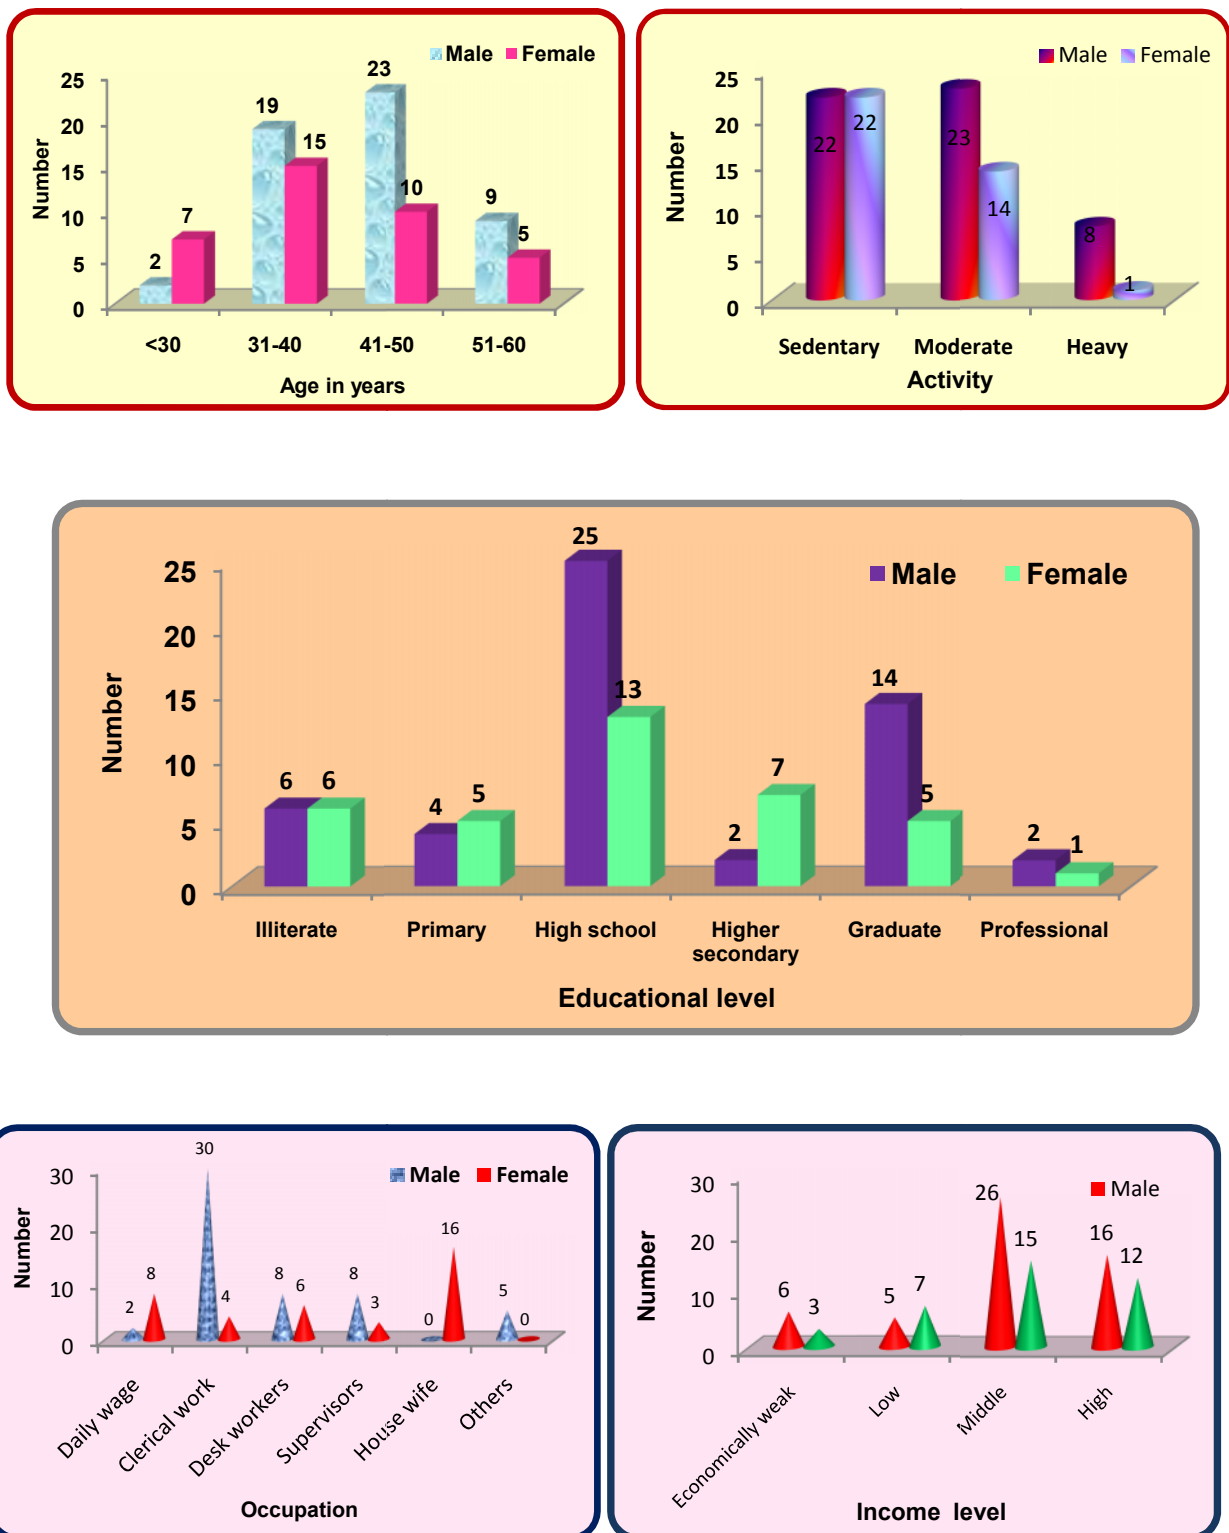 Male Female
25
20
15
10
5
0
Number
2
7
19
15
23
10
9
5
<30 31-40 41-50 51-60
Age in years
Male Female
25
20
15
10
5
0
Number
22
22
23
14
8
1
Sedentary Moderate Heavy
Activity
Male Female
25
20
15
10
5
0
Number
6
6
4
5
25
13
2
7
14
5
2
1
Illiterate Primary High school Higher secondary Graduate Professional
Educational level
Male Female
30
20
10
0
Number
2
8
30
4
8
6
8
3
0
16
5
0
Daily wage
Clerical work
Desk workers
Supervisors
House wife
Others
Occupation
Male
30
20
10
0
Number
6
3
5
7
26
15
16
12
Economically weak
Low
Middle
High
Income level